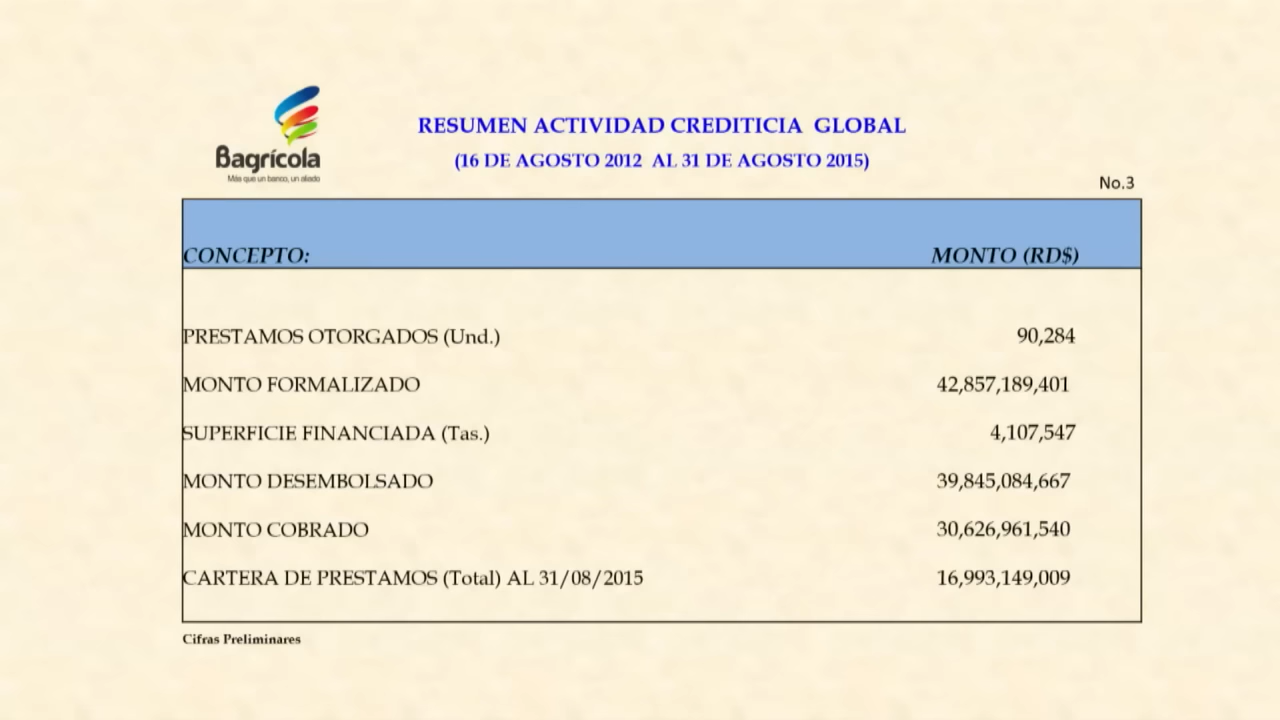 Bagrícola
Más que un banco, un aliado
RESUMEN ACTIVIDAD CREDITICIA GLOBAL
(16 DE AGOSTO 2012 AL 31 DE AGOSTO 2015)
No.3
CONCEPTO: MONTO (RD$)
PRESTAMOS OTORGADOS (Und.) 90,284
MONTO FORMALIZADO 42,857,189,401
SUPERFICIE FINANCIADA (Tas.) 4,107,547
MONTO DESEMBOLSADO 39,845,084,667
MONTO COBRADO 30,626,961,540
CARTERA DE PRESTAMOS (Total) AL 31/08/2015 16,993,149,009
Cifras Preliminares